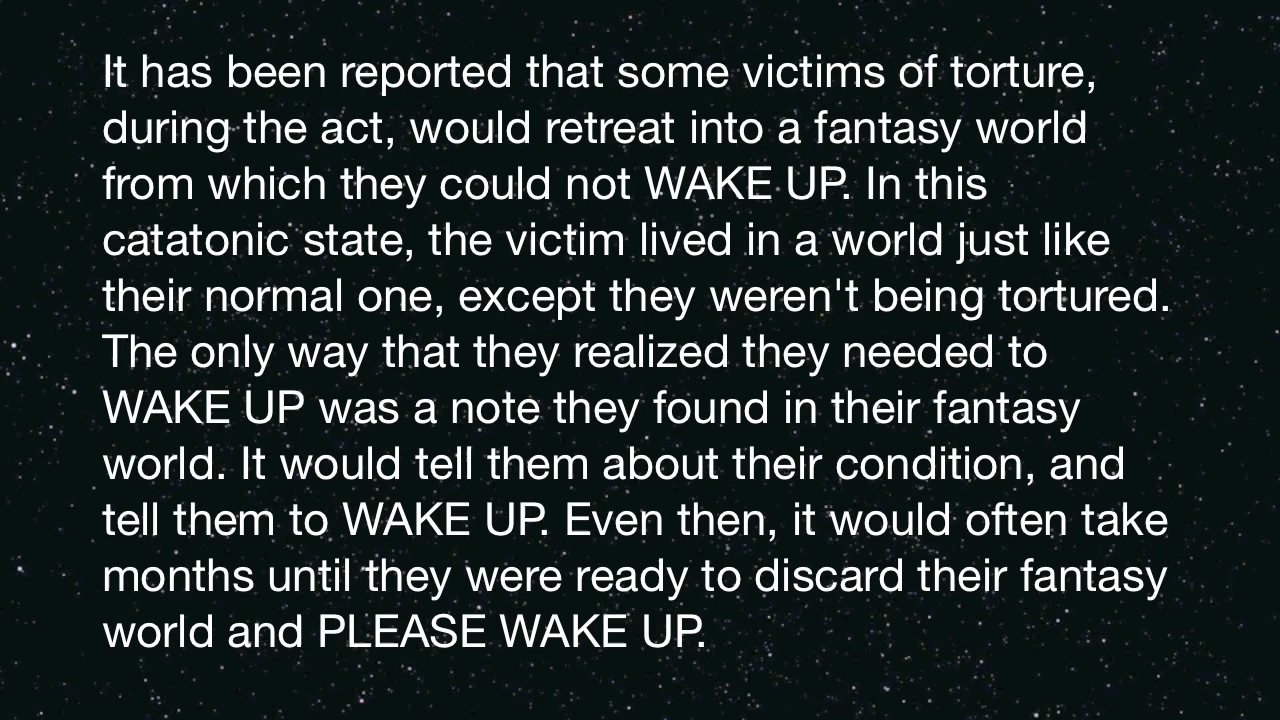 It has been reported that some victims of torture,
during the act, would retreat into a fantasy world
from which they could not WAKE UP. In this
catatonic state, the victim lived in a world just like
their normal one, except they weren't being tortured.
The only way that they realized they needed to
WAKE UP was a note they found in their fantasy
world. It would tell them about their condition, and
tell them to WAKE UP. Even then, it would often take
months until they were ready to discard their fantasy
world and PLEASE WAKE UP.